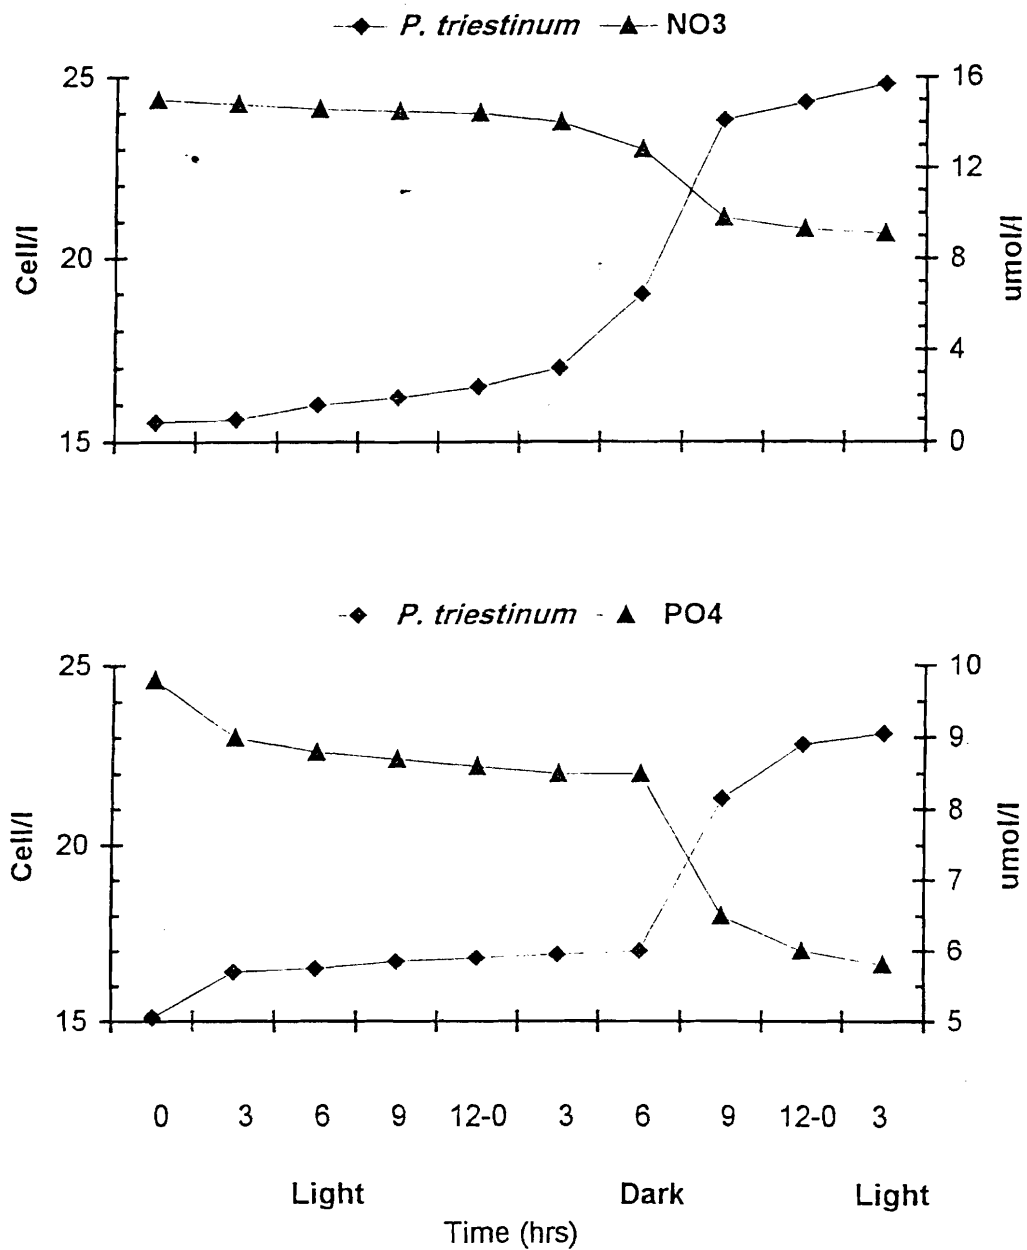 P. triestinum NO3
25 16
12
20 8
4
15 0
Cell/l
umol/l
P. triestinum PO4
25 10
9
8
20
7
6
15 5
Cell/l
umol/l
0 3 6 9 12-0 3 6 9 12-0 3
Light Dark Light
Time (hrs)